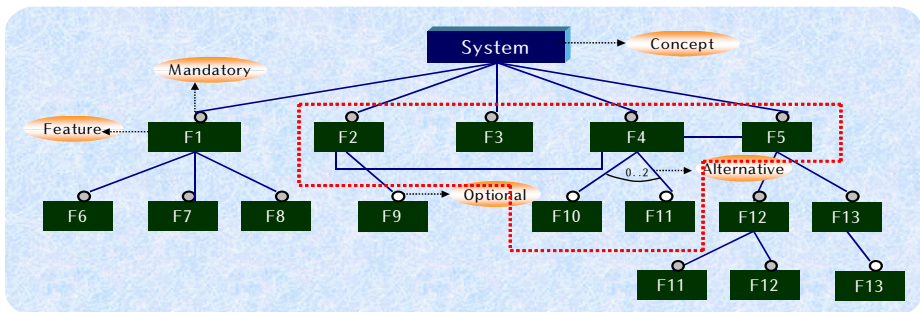 System
Concept
Mandatory
Feature
F1
F2
F3
F4
F5
0..2
Alternative
Optional
F6
F7
F8
F9
F10
F11
F12
F13
F11
F12
F13